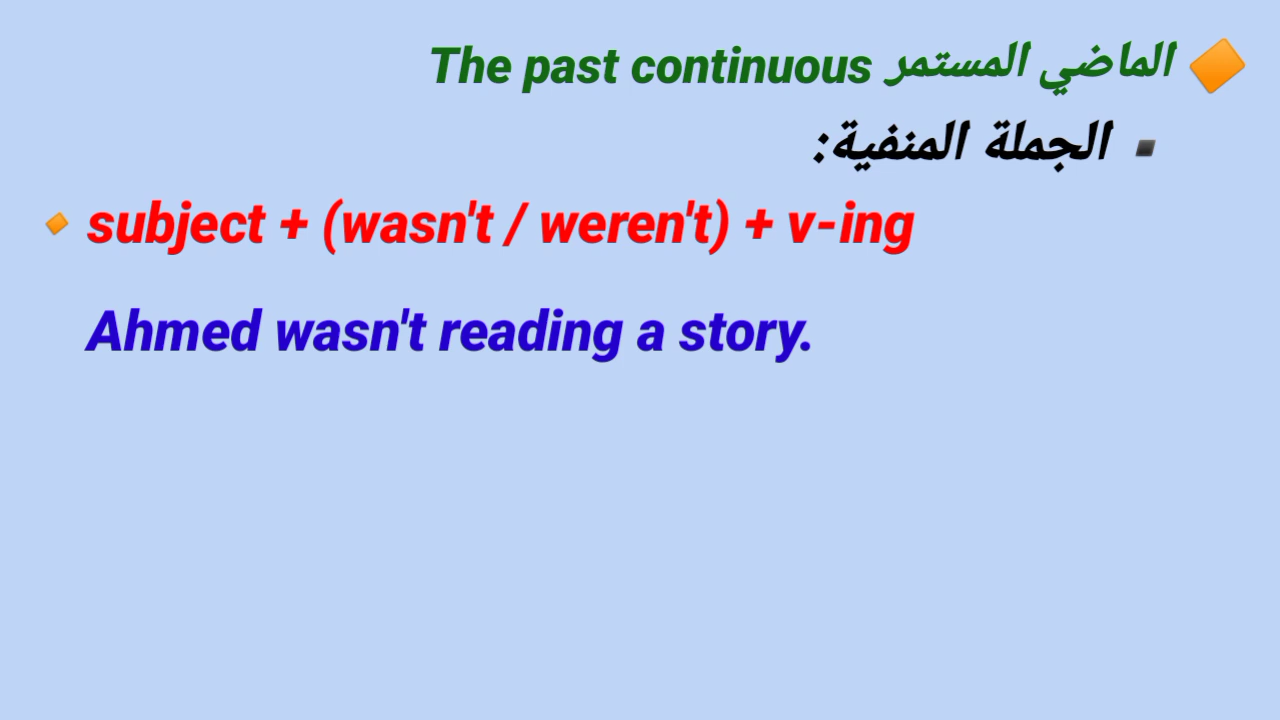 🔶 الماضي المستمر The past continuous
▪ الجملة المنفية:
🔸 subject + (wasn't / weren't) + v-ing
Ahmed wasn't reading a story.